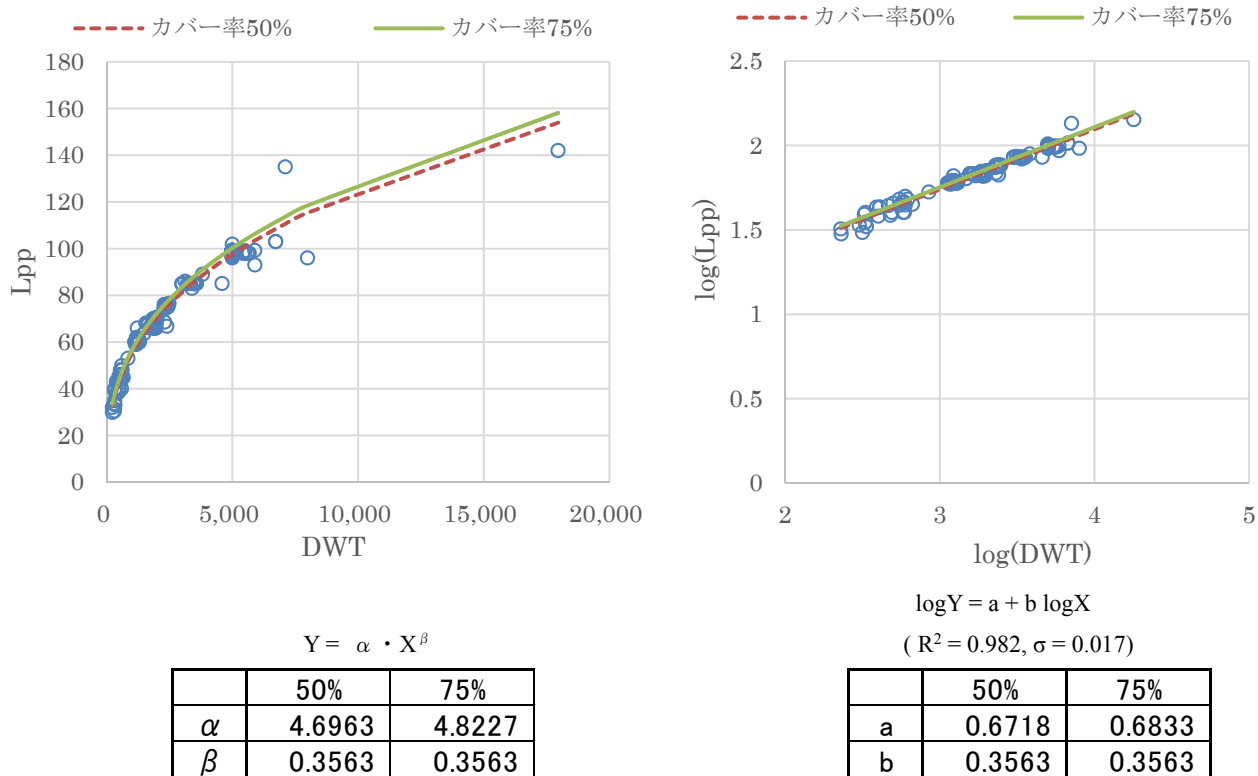 カバー率50% カバー率75%
180
160
140
120
100
80
60
40
20
0
Lpp
0 5,000 10,000 15,000 20,000
DWT
Y = α ・ X^β
50% 75%
α 4.6963 4.8227
β 0.3563 0.3563
カバー率50% カバー率75%
2.5
2
1.5
1
0.5
0
log(Lpp)
2 3 4 5
log(DWT)
logY = a + b logX
( R² = 0.982, σ = 0.017)
50% 75%
a 0.6718 0.6833
b 0.3563 0.3563